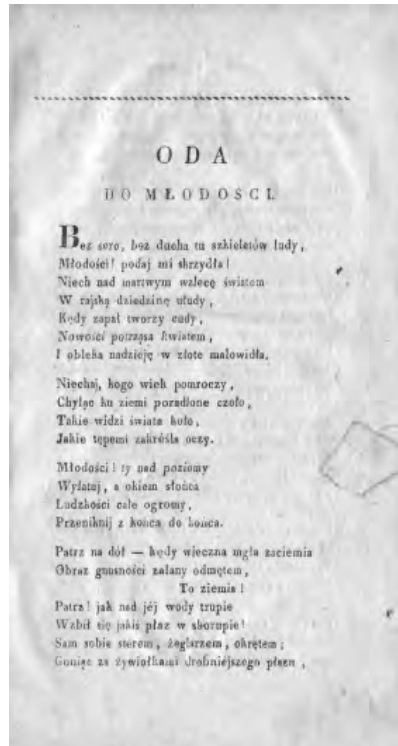 ODA
DO MŁODOSCI.
Bez serc, bez ducha tu szkieletów ludy,
Młodości! podaj mi skrzydła!
Niech nad martwym wzlecę światem
W rajską dziedzinę ułudy,
Kędy zapał tworzy cudy,
Nowości potrząsa kwiatem,
I obleka nadzieję w złote malowidła.
Niechaj, kogo wiek pomroczy,
Chyląc ku ziemi poradlone czoło,
Takie widzi świata koło,
Jakie tępemi zakréśla oczy.
Młodości! ty nad poziomy
Wylatuj, a okiem słońca
Ludzkości całe ogromy,
Przeniknij z końca do końca.
Patrz na dół — kędy wieczna mgła zaciemia
Obraz gnusności zalany odmętem,
To ziemia!
Patrz! jak nad jéj wody trupie
Wzbił się jakiś płaz w skorupie!
Sam sobie sterem, żeglarzem, okrętem;
Goniąc za żywiołkami drobniejszego płazu,